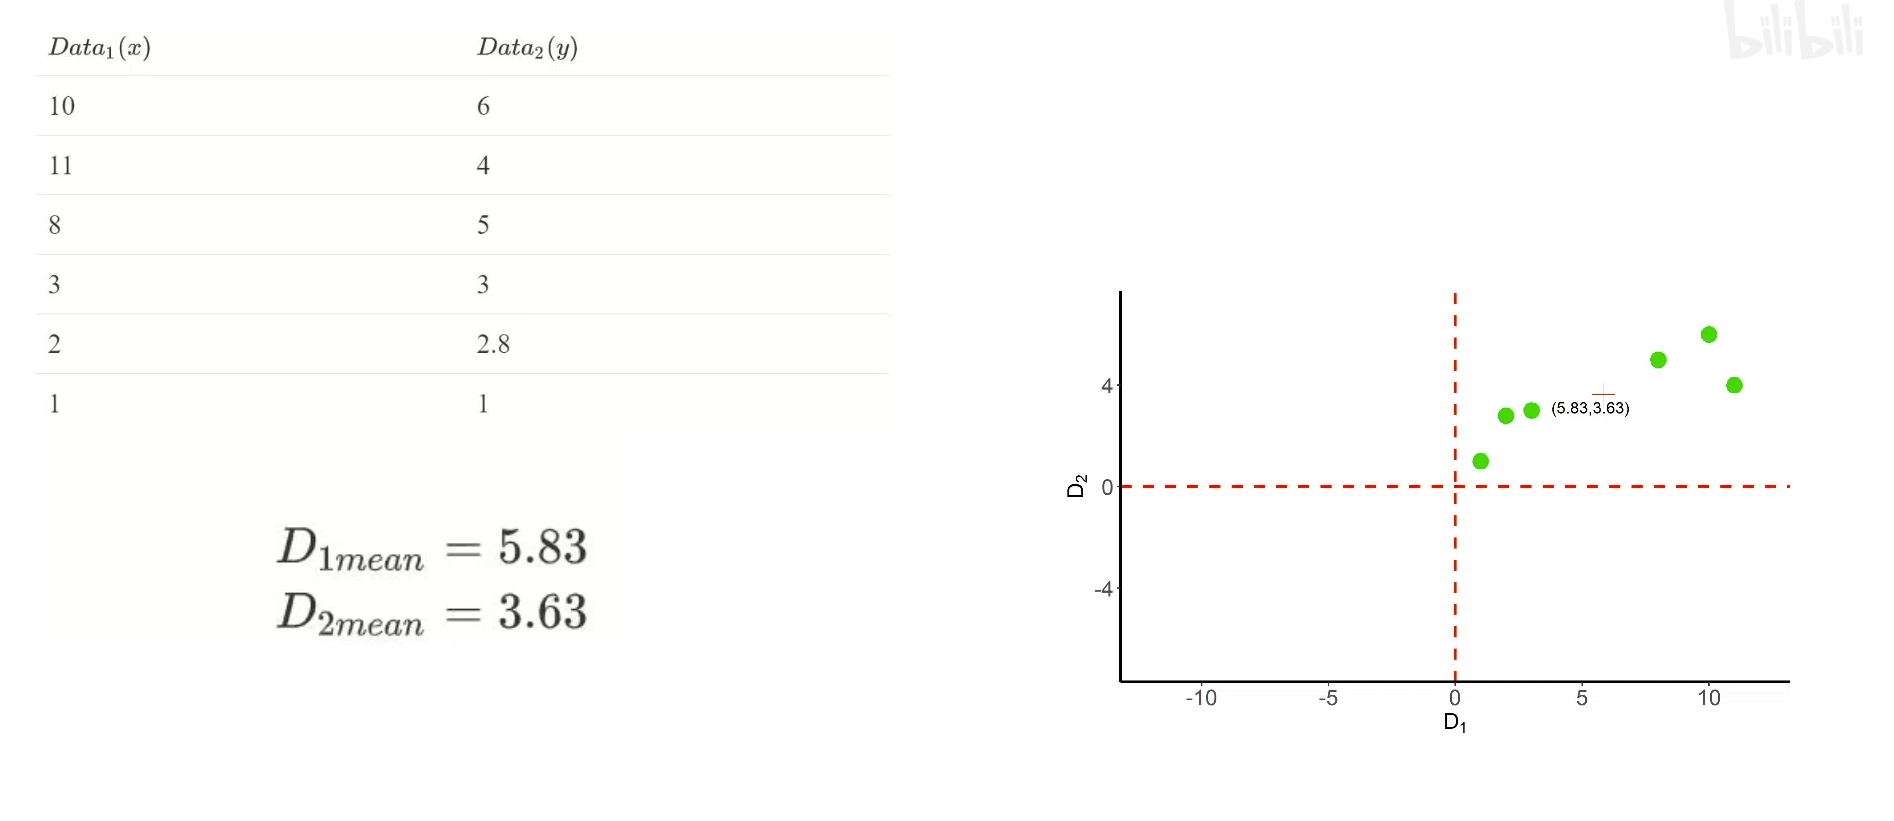 bilibili
Data₁(x) Data₂(y)
10 6
11 4
8 5
3 3
2 2.8
1 1
D₁mean = 5.83
D₂mean = 3.63
(5.83,3.63)
4
0
-4
D₂
-10 -5 0 5 10
D₁